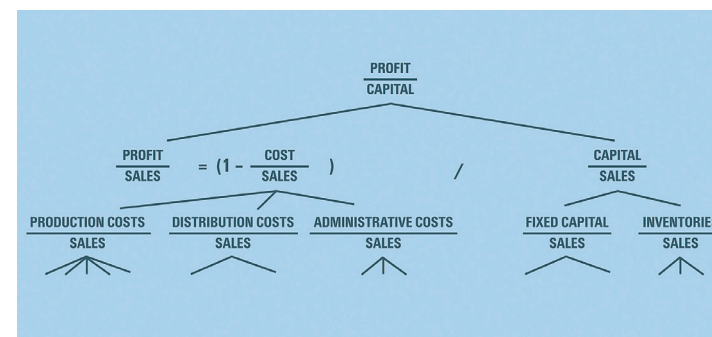 PROFIT
CAPITAL
PROFIT = (1 - COST ) / CAPITAL
SALES SALES SALES
PRODUCTION COSTS DISTRIBUTION COSTS ADMINISTRATIVE COSTS FIXED CAPITAL INVENTORIE
SALES SALES SALES SALES SALES